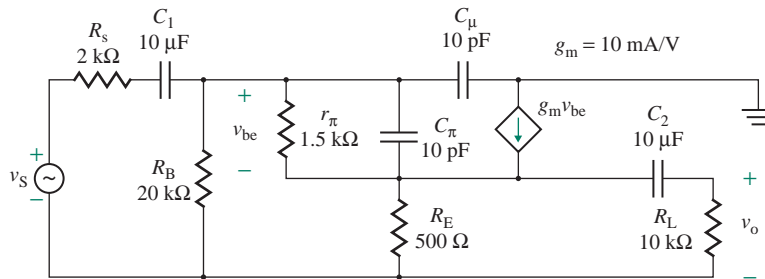 R_s
2 kΩ
C_1
10 μF
C_μ
10 pF
g_m = 10 mA/V
+
v_be
−
r_π
1.5 kΩ
C_π
10 pF
g_m v_be
C_2
10 μF
+
v_S
−
~
R_B
20 kΩ
R_E
500 Ω
R_L
10 kΩ
+
v_o
−